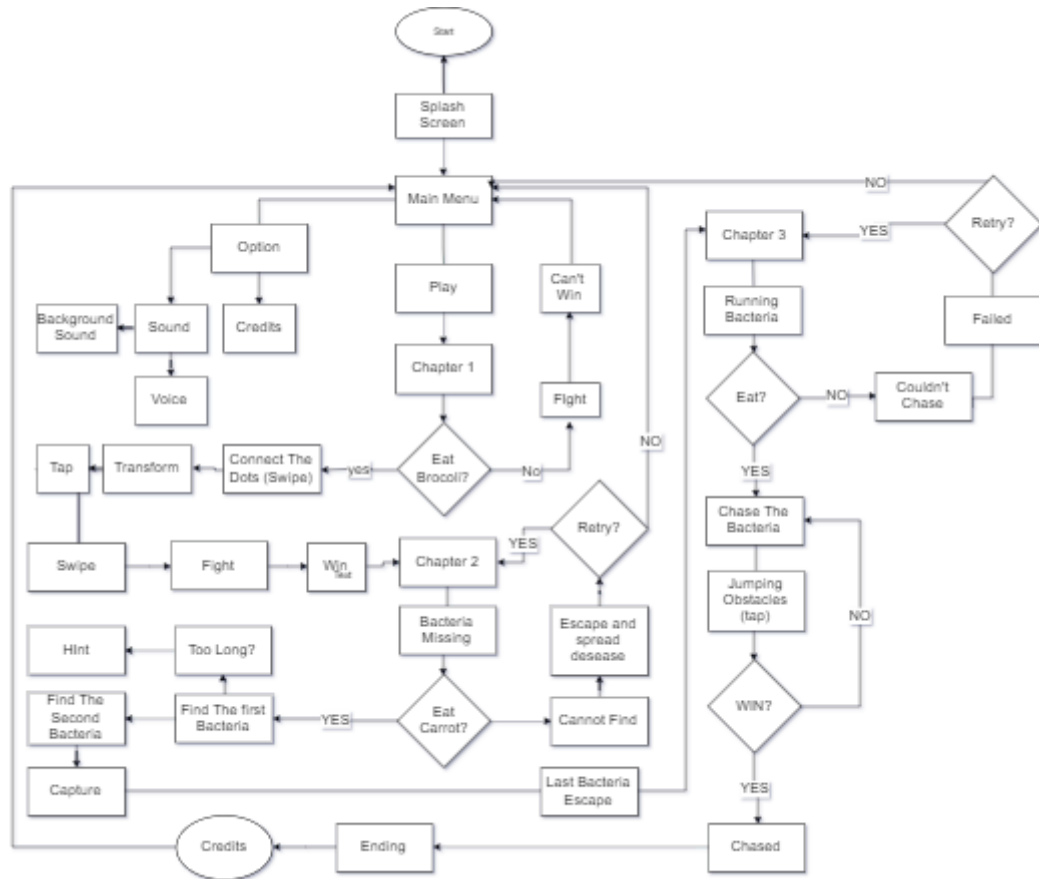 Start
Splash
Screen
Main Menu
NO
Retry?
YES
Chapter 3
Option
Can't
Win
Play
Running
Bacteria
Failed
Background
Sound
Sound
Credits
Chapter 1
Voice
Fight
Eat?
NO
Couldn't
Chase
NO
Tap
Transform
Connect The
Dots (Swipe)
yes
Eat
Brocoli?
No
YES
Retry?
Chase The
Bacteria
YES
Swipe
Fight
Win
Chapter 2
Jumping
Obstacles
(tap)
NO
Bacteria
Missing
Escape and
spread
desease
HInt
Too Long?
Find The
Second
Bacteria
Find The first
Bacteria
YES
Eat
Carrot?
Cannot Find
WIN?
Capture
Last Bacteria
Escape
YES
Credits
Ending
Chased